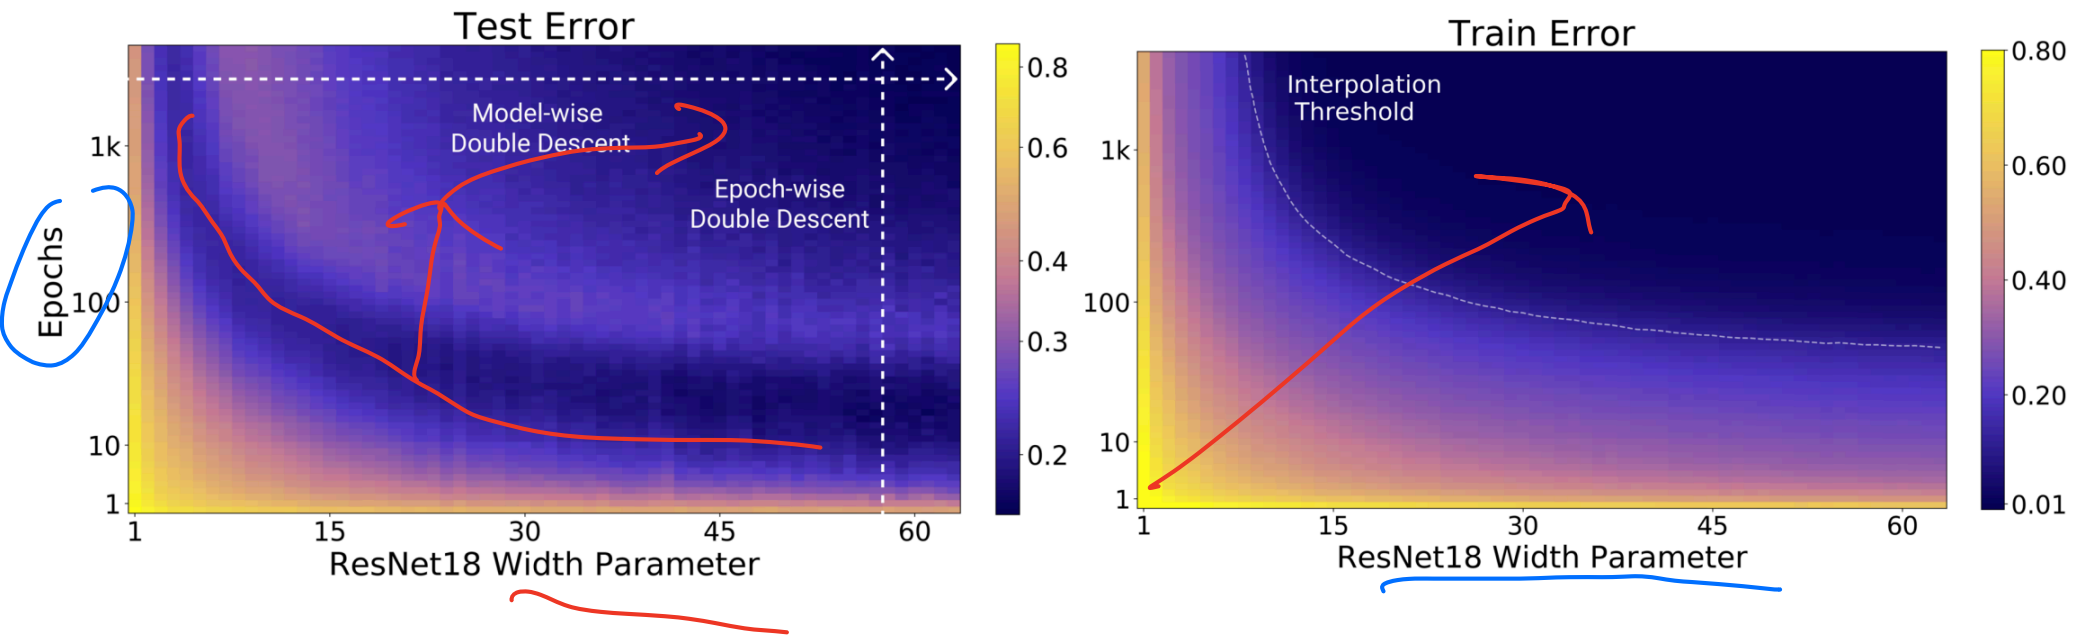 Test Error
Model-wise
Double Descent
Epoch-wise
Double Descent
Epochs
1k
100
10
1
1 15 30 45 60
ResNet18 Width Parameter
0.8
0.6
0.4
0.3
0.2
Train Error
Interpolation
Threshold
1k
100
10
1
1 15 30 45 60
ResNet18 Width Parameter
0.80
0.60
0.40
0.20
0.01